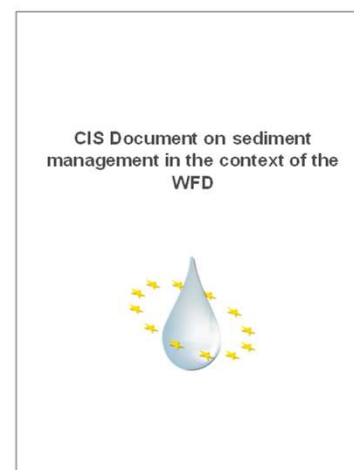 CIS Document on sediment
management in the context of the
WFD